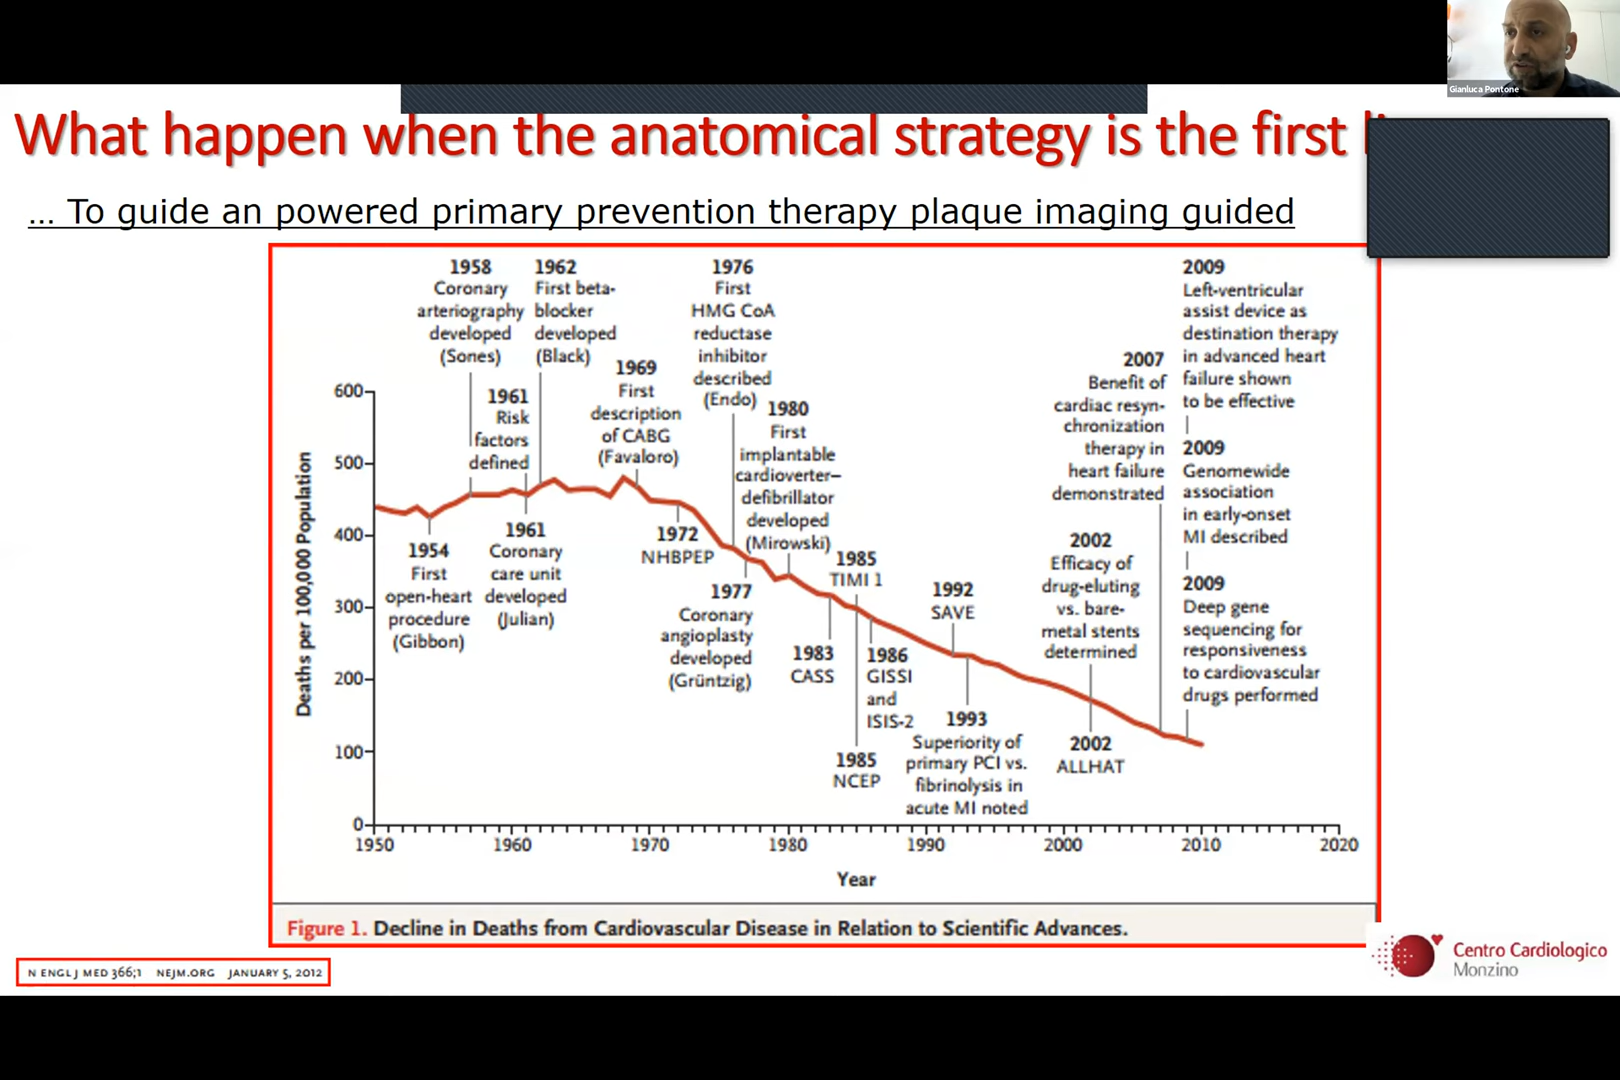 Gianluca Pontone
What happen when the anatomical strategy is the first
... To guide an powered primary prevention therapy plaque imaging guided
1958
Coronary
arteriography
developed
(Sones)
1962
First beta-
blocker
developed
(Black)
1976
First
HMG CoA
reductase
inhibitor
described
(Endo)
2009
Left-ventricular
assist device as
destination therapy
in advanced heart
failure shown
to be effective
1961
Risk
factors
defined
1969
First
description
of CABG
(Favaloro)
1980
First
implantable
cardioverter–
defibrillator
developed
(Mirowski)
2007
Benefit of
cardiac resyn-
chronization
therapy in
heart failure
demonstrated
2009
Genomewide
association
in early-onset
MI described
1954
First
open-heart
procedure
(Gibbon)
1961
Coronary
care unit
developed
(Julian)
1972
NHBPEP
1977
Coronary
angioplasty
developed
(Grüntzig)
1985
TIMI 1
1983
CASS
1986
GISSI
and
ISIS-2
1985
NCEP
1992
SAVE
1993
Superiority of
primary PCI vs.
fibrinolysis in
acute MI noted
2002
Efficacy of
drug-eluting
vs. bare-
metal stents
determined
2002
ALLHAT
2009
Deep gene
sequencing for
responsiveness
to cardiovascular
drugs performed
Deaths per 100,000 Population
600
500
400
300
200
100
0
1950 1960 1970 1980 1990 2000 2010 2020
Year
Figure 1. Decline in Deaths from Cardiovascular Disease in Relation to Scientific Advances.
N ENGL J MED 366;1 NEJM.ORG JANUARY 5, 2012
Centro Cardiologico
Monzino